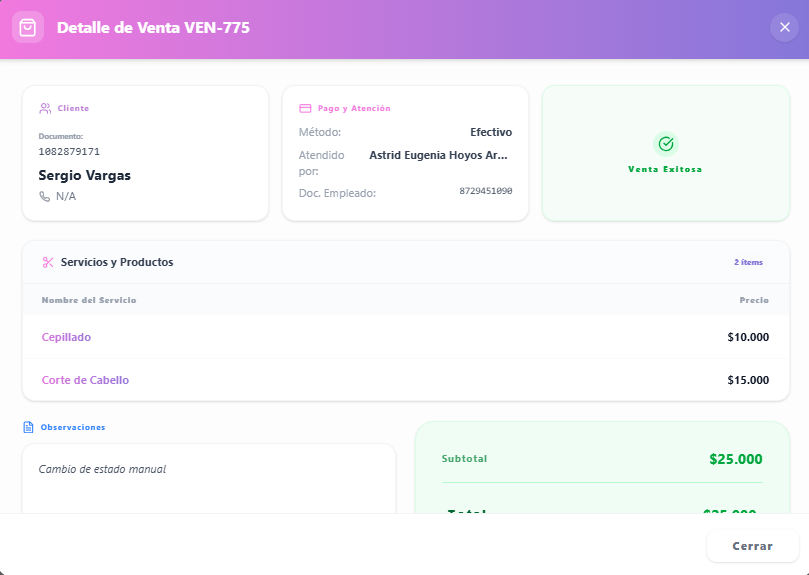 Detalle de Venta VEN-775
Cliente
Documento:
1082879171
Sergio Vargas
N/A
Pago y Atención
Método: Efectivo
Atendido por: Astrid Eugenia Hoyos Ar...
Doc. Empleado: 8729451090
Venta Exitosa
Servicios y Productos
2 ítems
Nombre del Servicio Precio
Cepillado $10.000
Corte de Cabello $15.000
Observaciones
Cambio de estado manual
Subtotal $25.000
Total $25.000
Cerrar